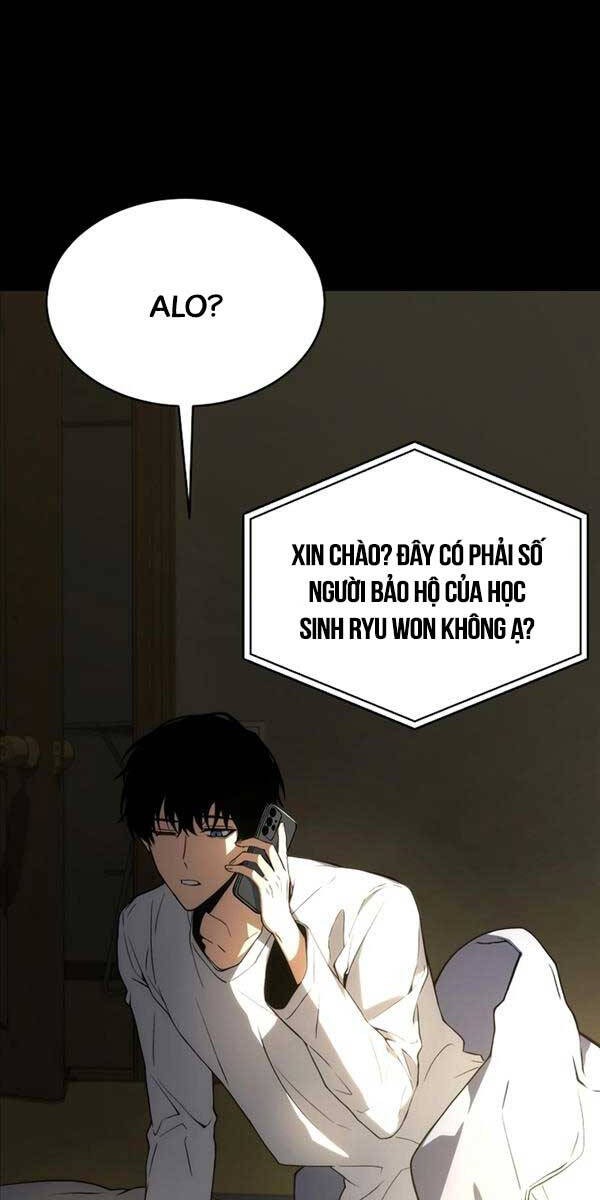 ALO?
XIN CHÀO? ĐÂY CÓ PHẢI SỐ
NGƯỜI BẢO HỘ CỦA HỌC
SINH RYU WON KHÔNG Ạ?